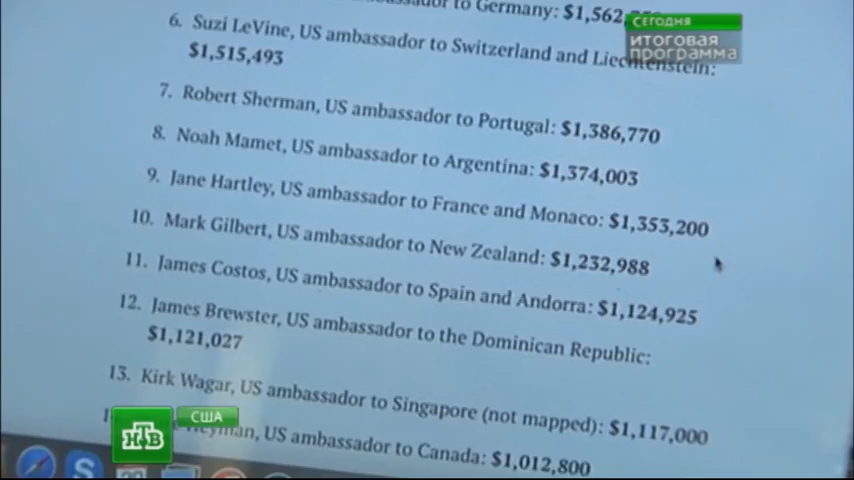 to Germany: $1,562,
СЕГОДНЯ
ИТОГОВАЯ
ПРОГРАММА
6. Suzi LeVine, US ambassador to Switzerland and Liechtenstein:
$1,515,493
7. Robert Sherman, US ambassador to Portugal: $1,386,770
8. Noah Mamet, US ambassador to Argentina: $1,374,003
9. Jane Hartley, US ambassador to France and Monaco: $1,353,200
10. Mark Gilbert, US ambassador to New Zealand: $1,232,988
11. James Costos, US ambassador to Spain and Andorra: $1,124,925
12. James Brewster, US ambassador to the Dominican Republic:
$1,121,027
13. Kirk Wagar, US ambassador to Singapore (not mapped): $1,117,000
Heyman, US ambassador to Canada: $1,012,800
НТВ
США